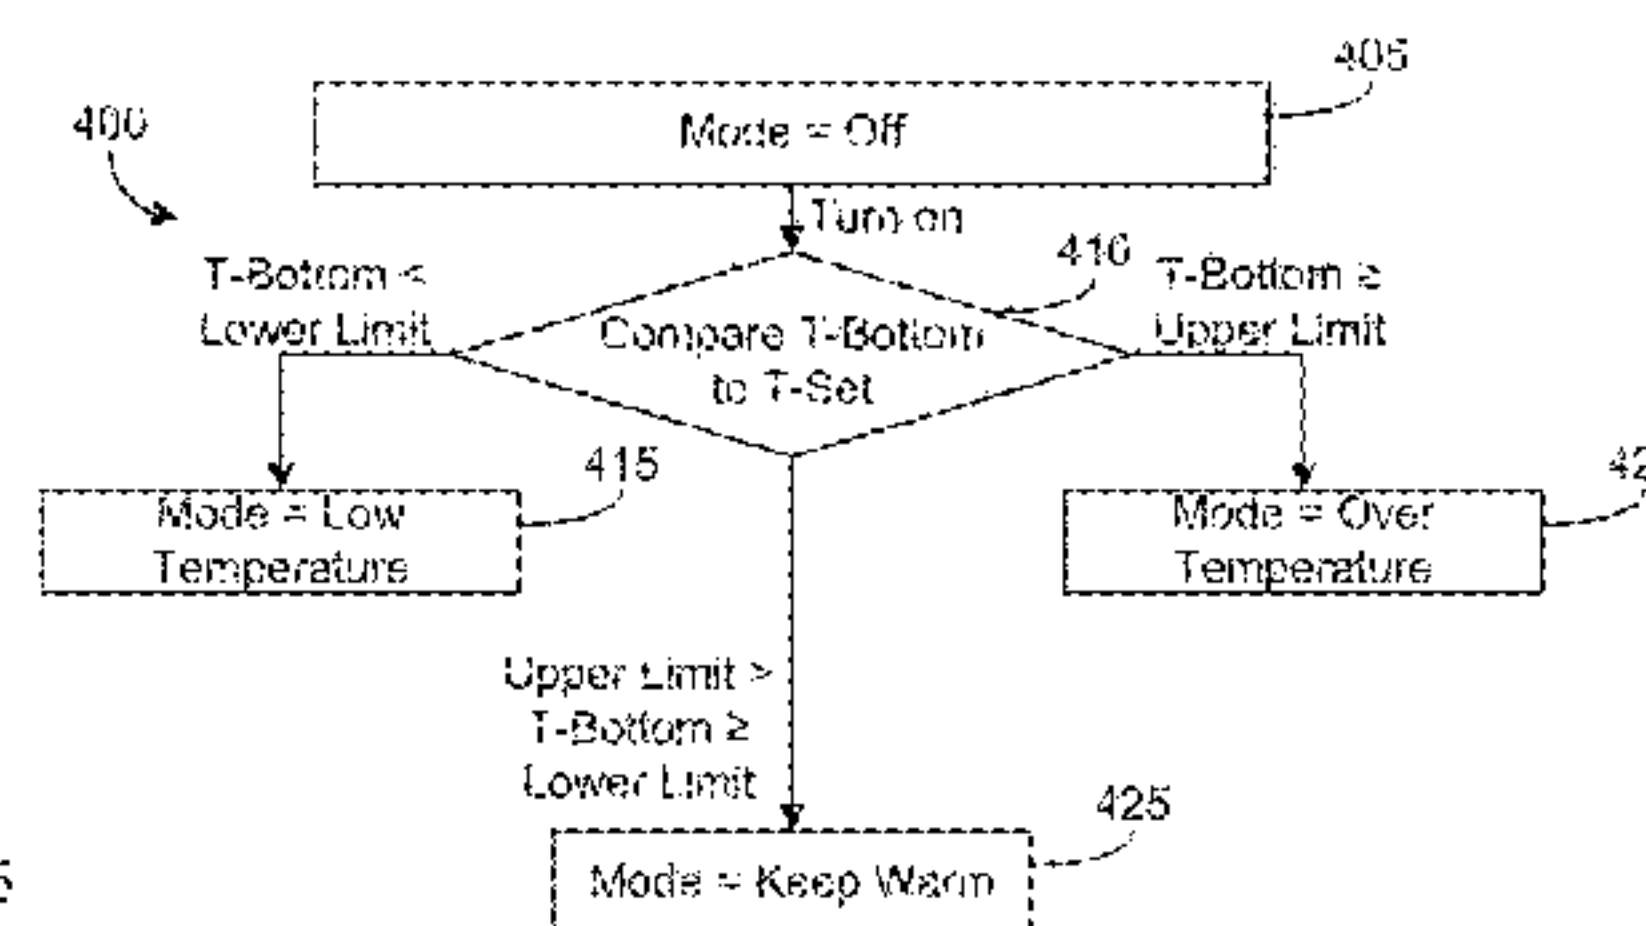 405
400
Mode = Off
Turn on
410
T-Bottom <
Lower Limit
T-Bottom ≥
Upper Limit
Compare T-Bottom
to T-Set
415
Mode = Low
Temperature
Mode = Over
Temperature
Upper Limit >
T-Bottom ≥
Lower Limit
425
Mode = Keep Warm